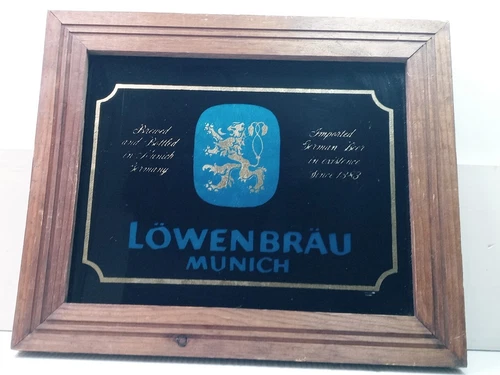 Brewed
and Bottled
in Munich
Germany
Imported
German Beer
in existence
since 1383
LÖWENBRÄU
MUNICH